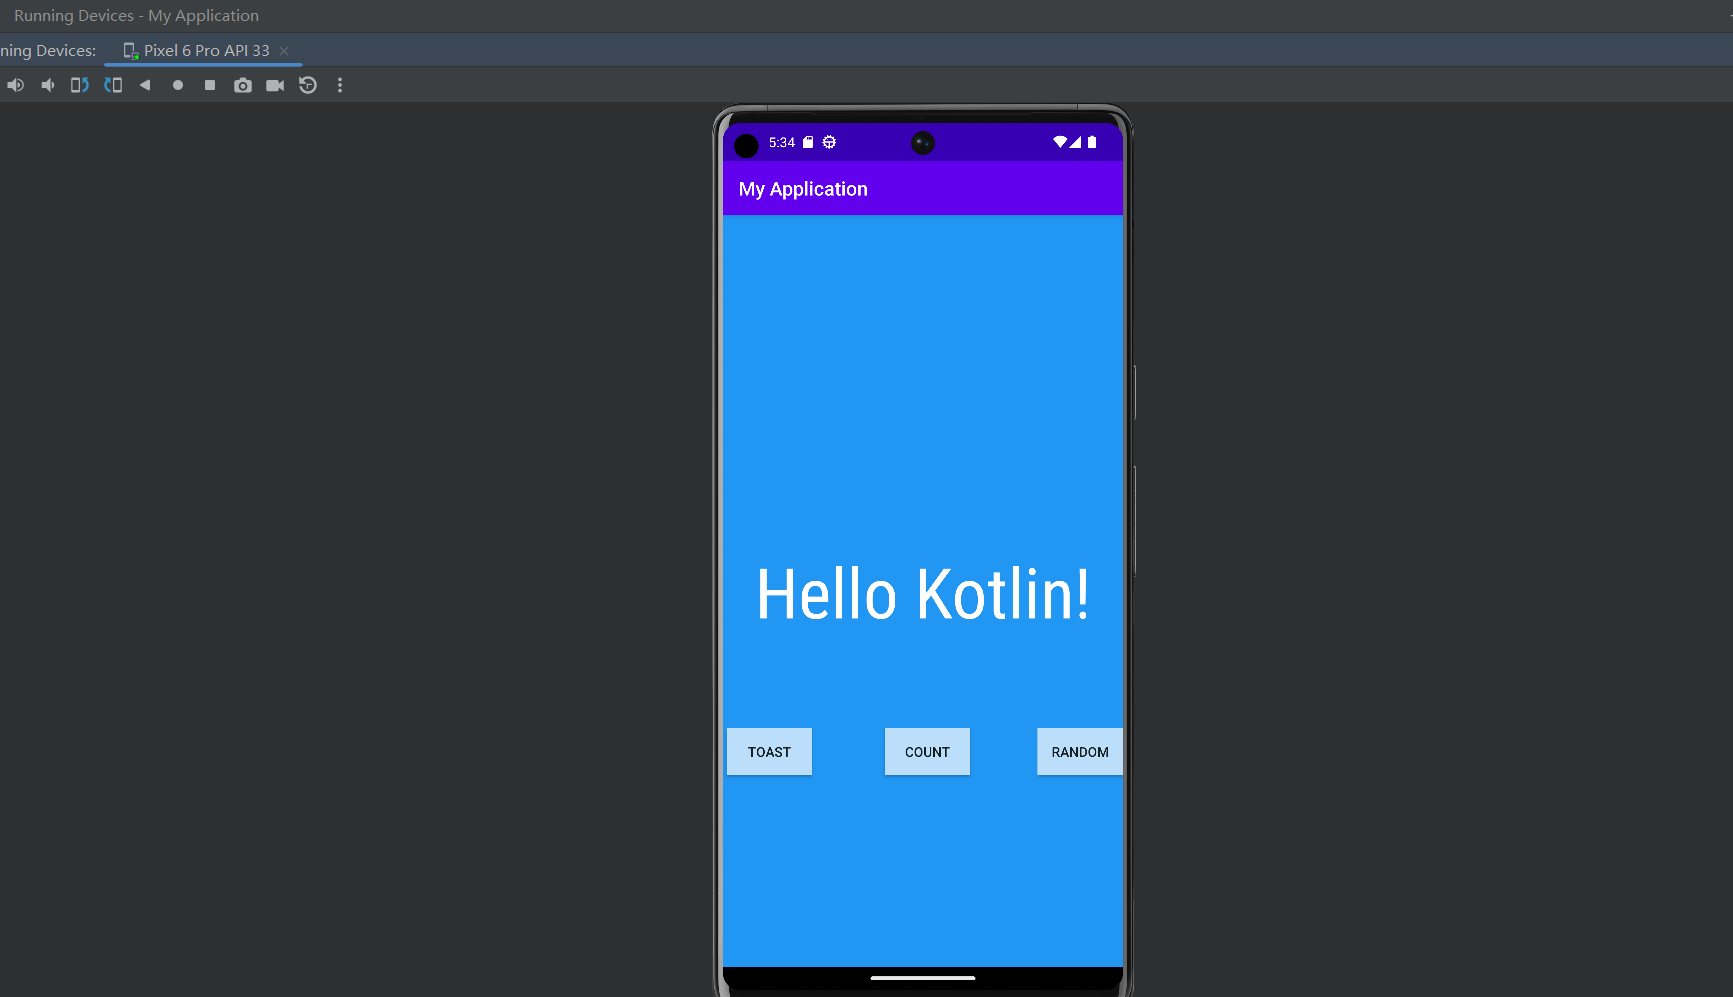 Running Devices - My Application
ning Devices: Pixel 6 Pro API 33
5:34
My Application
Hello Kotlin!
TOAST COUNT RANDOM